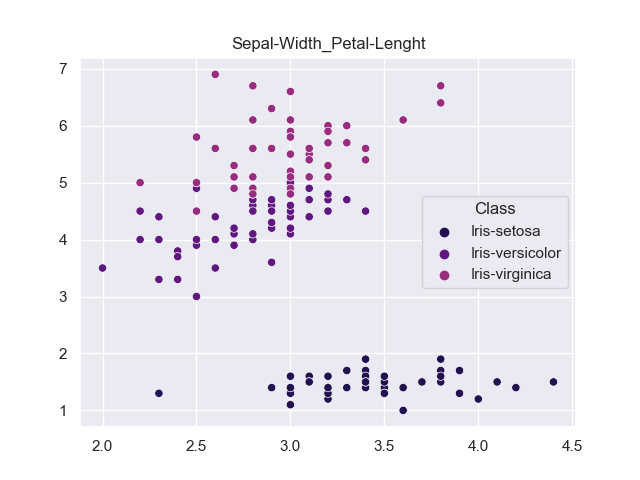 Sepal-Width_Petal-Lenght
7
6
5
4
3
2
1
Class
Iris-setosa
Iris-versicolor
Iris-virginica
2.0 2.5 3.0 3.5 4.0 4.5